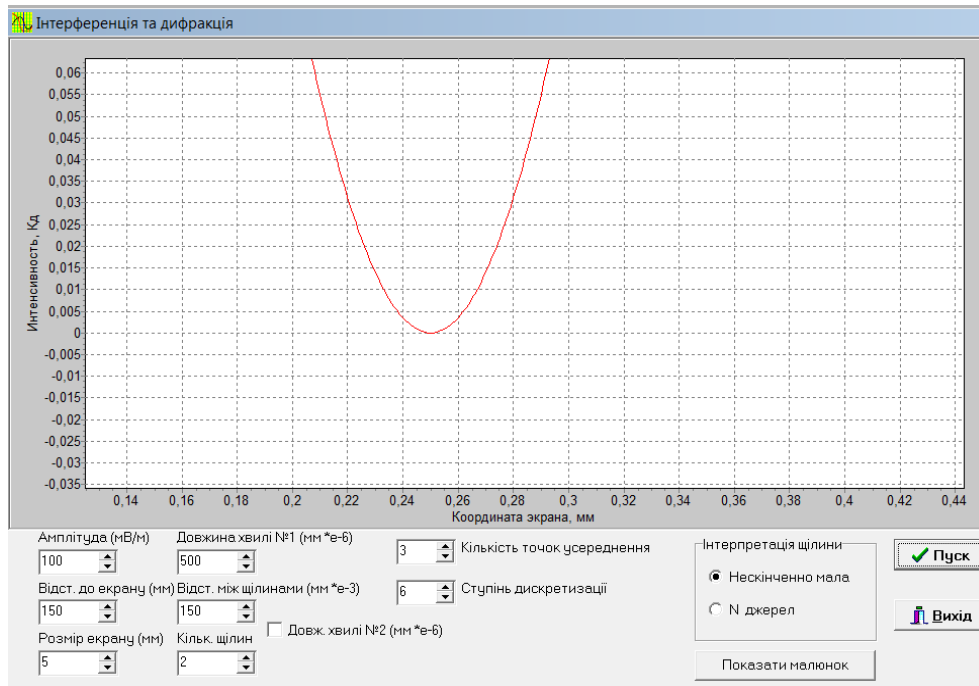 Інтерференція та дифракція
0,06
0,055
0,05
0,045
0,04
0,035
0,03
0,025
0,02
0,015
0,01
0,005
0
-0,005
-0,01
-0,015
-0,02
-0,025
-0,03
-0,035
Интенсивность, Кд
0,14 0,16 0,18 0,2 0,22 0,24 0,26 0,28 0,3 0,32 0,34 0,36 0,38 0,4 0,42 0,44
Координата экрана, мм
Амплітуда (мВ/м) Довжина хвилі №1 (мм *е-6)
100 500 3 Кількість точок усереднення
Відст. до екрану (мм) Відст. між щілинами (мм *е-3)
150 150 6 Ступінь дискретизації
Розмір екрану (мм) Кільк. щілин Довж. хвилі №2 (мм *е-6)
5 2
Інтерпретація щілини
Нескінченно мала
N джерел
Показати малюнок
Пуск
Вихід